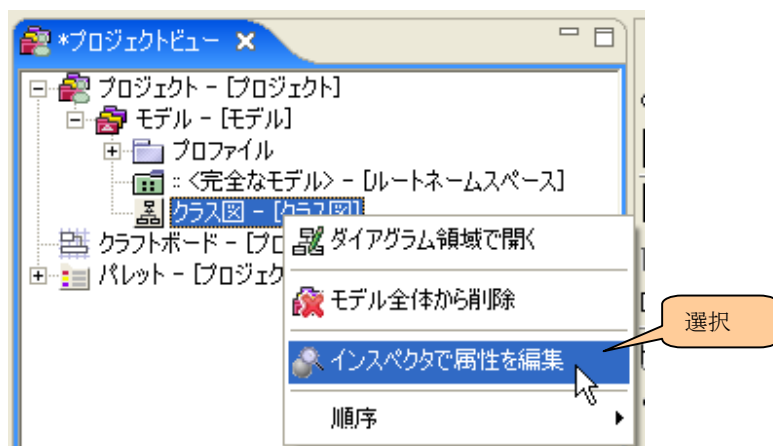 *プロジェクトビュー
プロジェクト - [プロジェクト]
モデル - [モデル]
プロファイル
:: <完全なモデル> - [ルートネームスペース]
クラス図 - [クラス図]
クラフトボード - [プロ
パレット - [プロジェク
ダイアグラム領域で開く
モデル全体から削除
インスペクタで属性を編集
順序
選択